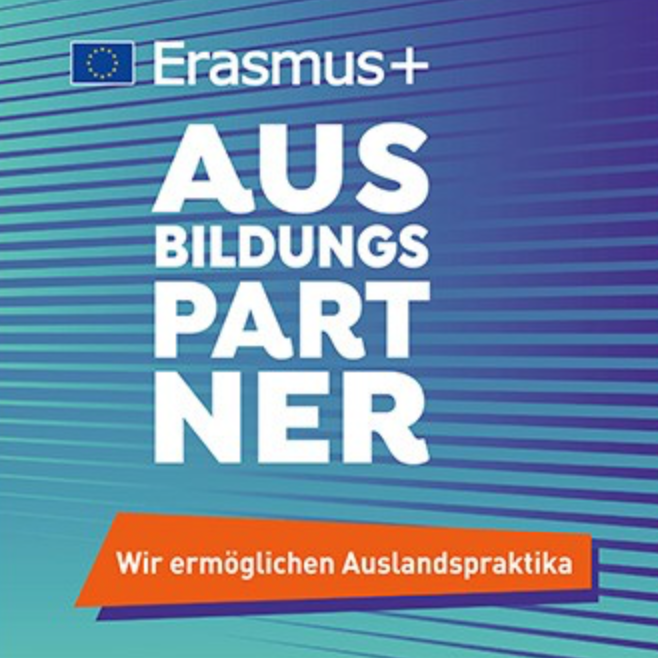 Erasmus+
AUS
BILDUNGS
PART
NER
Wir ermöglichen Auslandspraktika